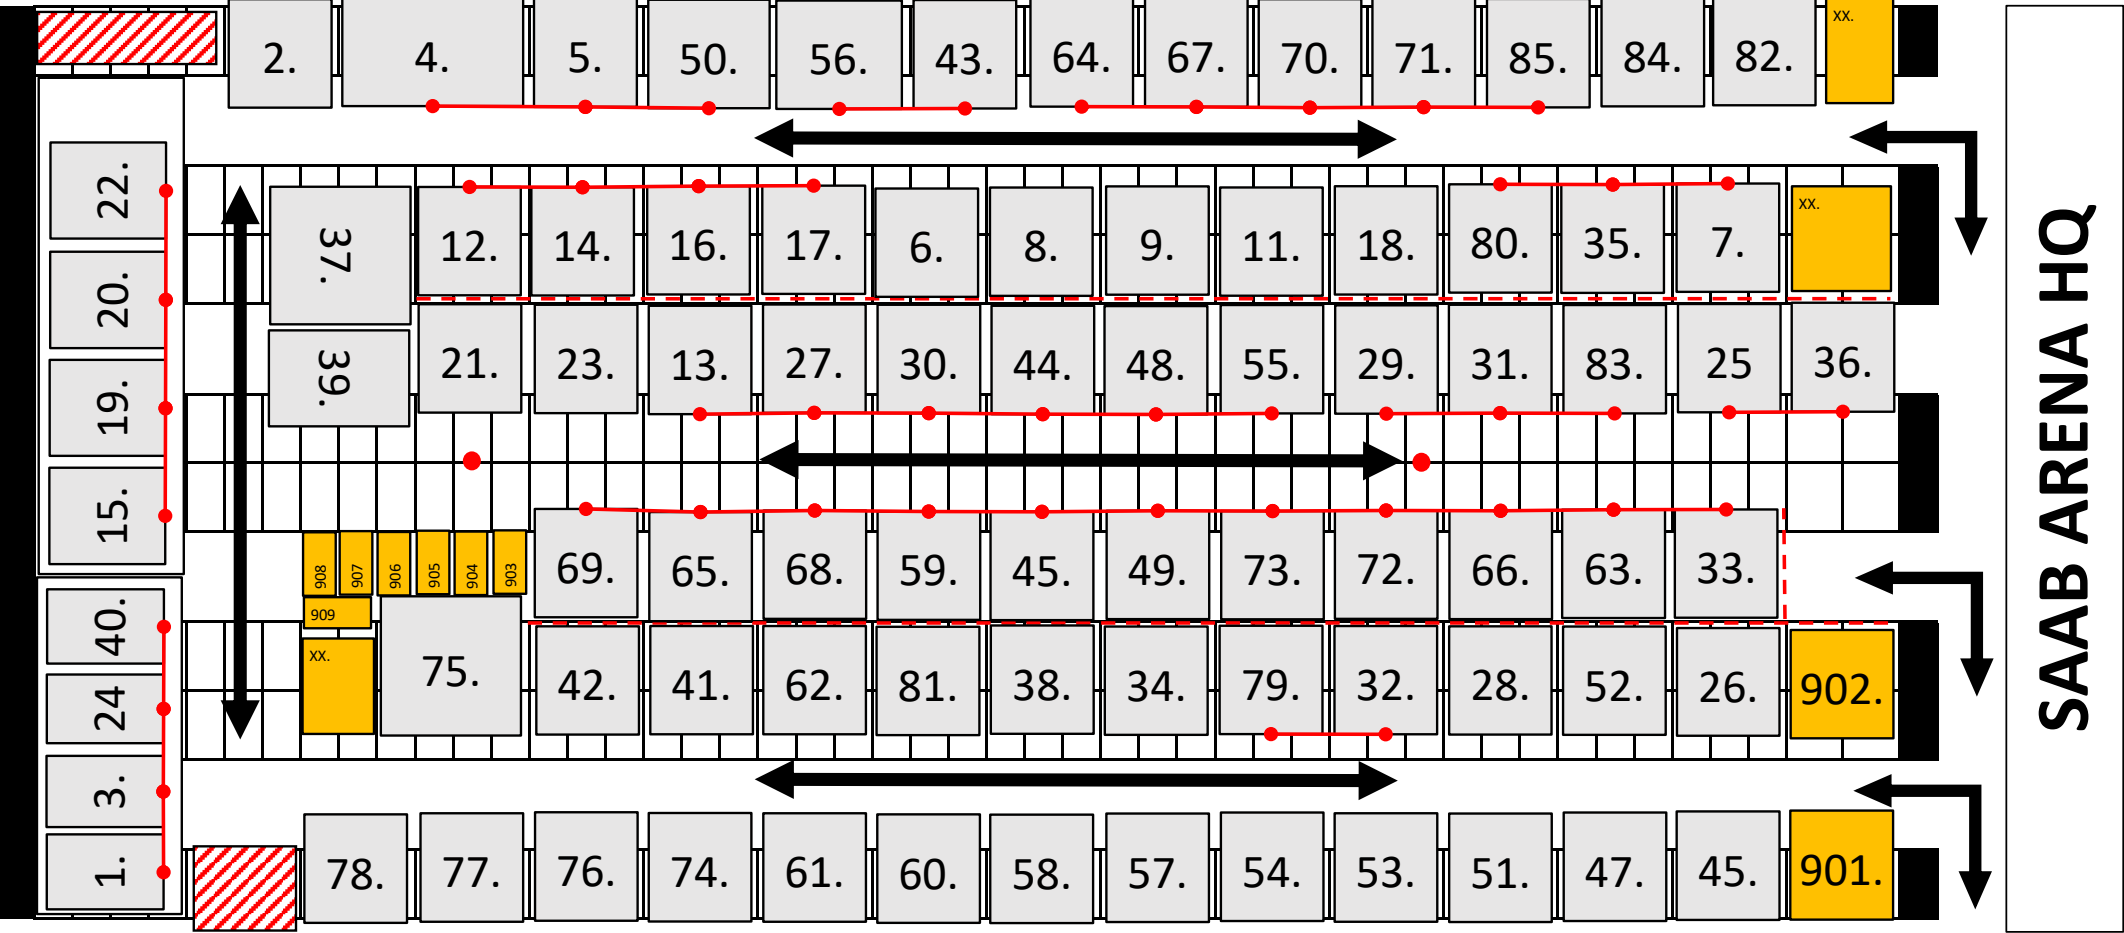 2. 4. 5. 50. 56. 43. 64. 67. 70. 71. 85. 84. 82. xx.
22.
20.
19.
15.
40.
24
3.
1.
37. 12. 14. 16. 17. 6. 8. 9. 11. 18. 80. 35. 7. xx.
39. 21. 23. 13. 27. 30. 44. 48. 55. 29. 31. 83. 25 36.
908 907 906 905 904 903 69. 65. 68. 59. 45. 49. 73. 72. 66. 63. 33.
909
xx. 75. 42. 41. 62. 81. 38. 34. 79. 32. 28. 52. 26. 902.
78. 77. 76. 74. 61. 60. 58. 57. 54. 53. 51. 47. 45. 901.
SAAB ARENA HQ